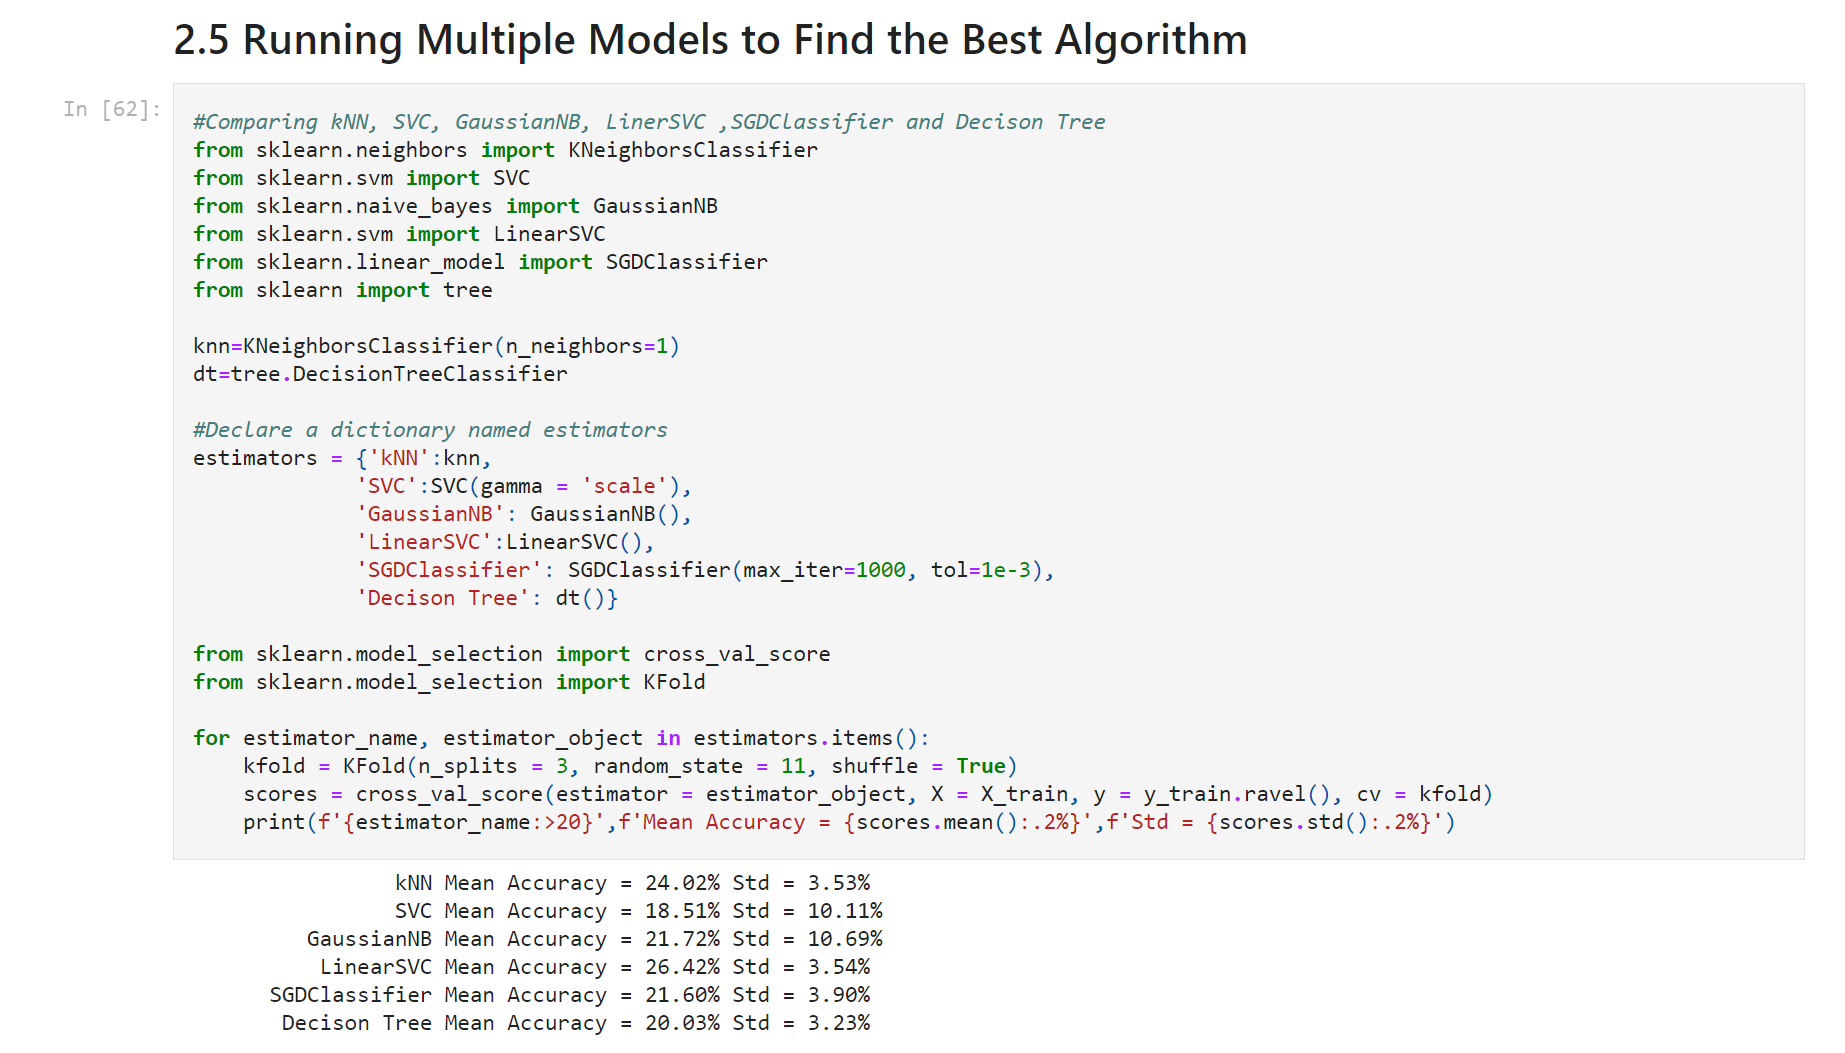 2.5 Running Multiple Models to Find the Best Algorithm
In [62]:
#Comparing kNN, SVC, GaussianNB, LinerSVC ,SGDClassifier and Decison Tree
from sklearn.neighbors import KNeighborsClassifier
from sklearn.svm import SVC
from sklearn.naive_bayes import GaussianNB
from sklearn.svm import LinearSVC
from sklearn.linear_model import SGDClassifier
from sklearn import tree
knn=KNeighborsClassifier(n_neighbors=1)
dt=tree.DecisionTreeClassifier
#Declare a dictionary named estimators
estimators = {'kNN':knn,
'SVC':SVC(gamma = 'scale'),
'GaussianNB': GaussianNB(),
'LinearSVC':LinearSVC(),
'SGDClassifier': SGDClassifier(max_iter=1000, tol=1e-3),
'Decison Tree': dt()}
from sklearn.model_selection import cross_val_score
from sklearn.model_selection import KFold
for estimator_name, estimator_object in estimators.items():
kfold = KFold(n_splits = 3, random_state = 11, shuffle = True)
scores = cross_val_score(estimator = estimator_object, X = X_train, y = y_train.ravel(), cv = kfold)
print(f'{estimator_name:>20}',f'Mean Accuracy = {scores.mean():.2%}',f'Std = {scores.std():.2%}')
kNN Mean Accuracy = 24.02% Std = 3.53%
SVC Mean Accuracy = 18.51% Std = 10.11%
GaussianNB Mean Accuracy = 21.72% Std = 10.69%
LinearSVC Mean Accuracy = 26.42% Std = 3.54%
SGDClassifier Mean Accuracy = 21.60% Std = 3.90%
Decison Tree Mean Accuracy = 20.03% Std = 3.23%